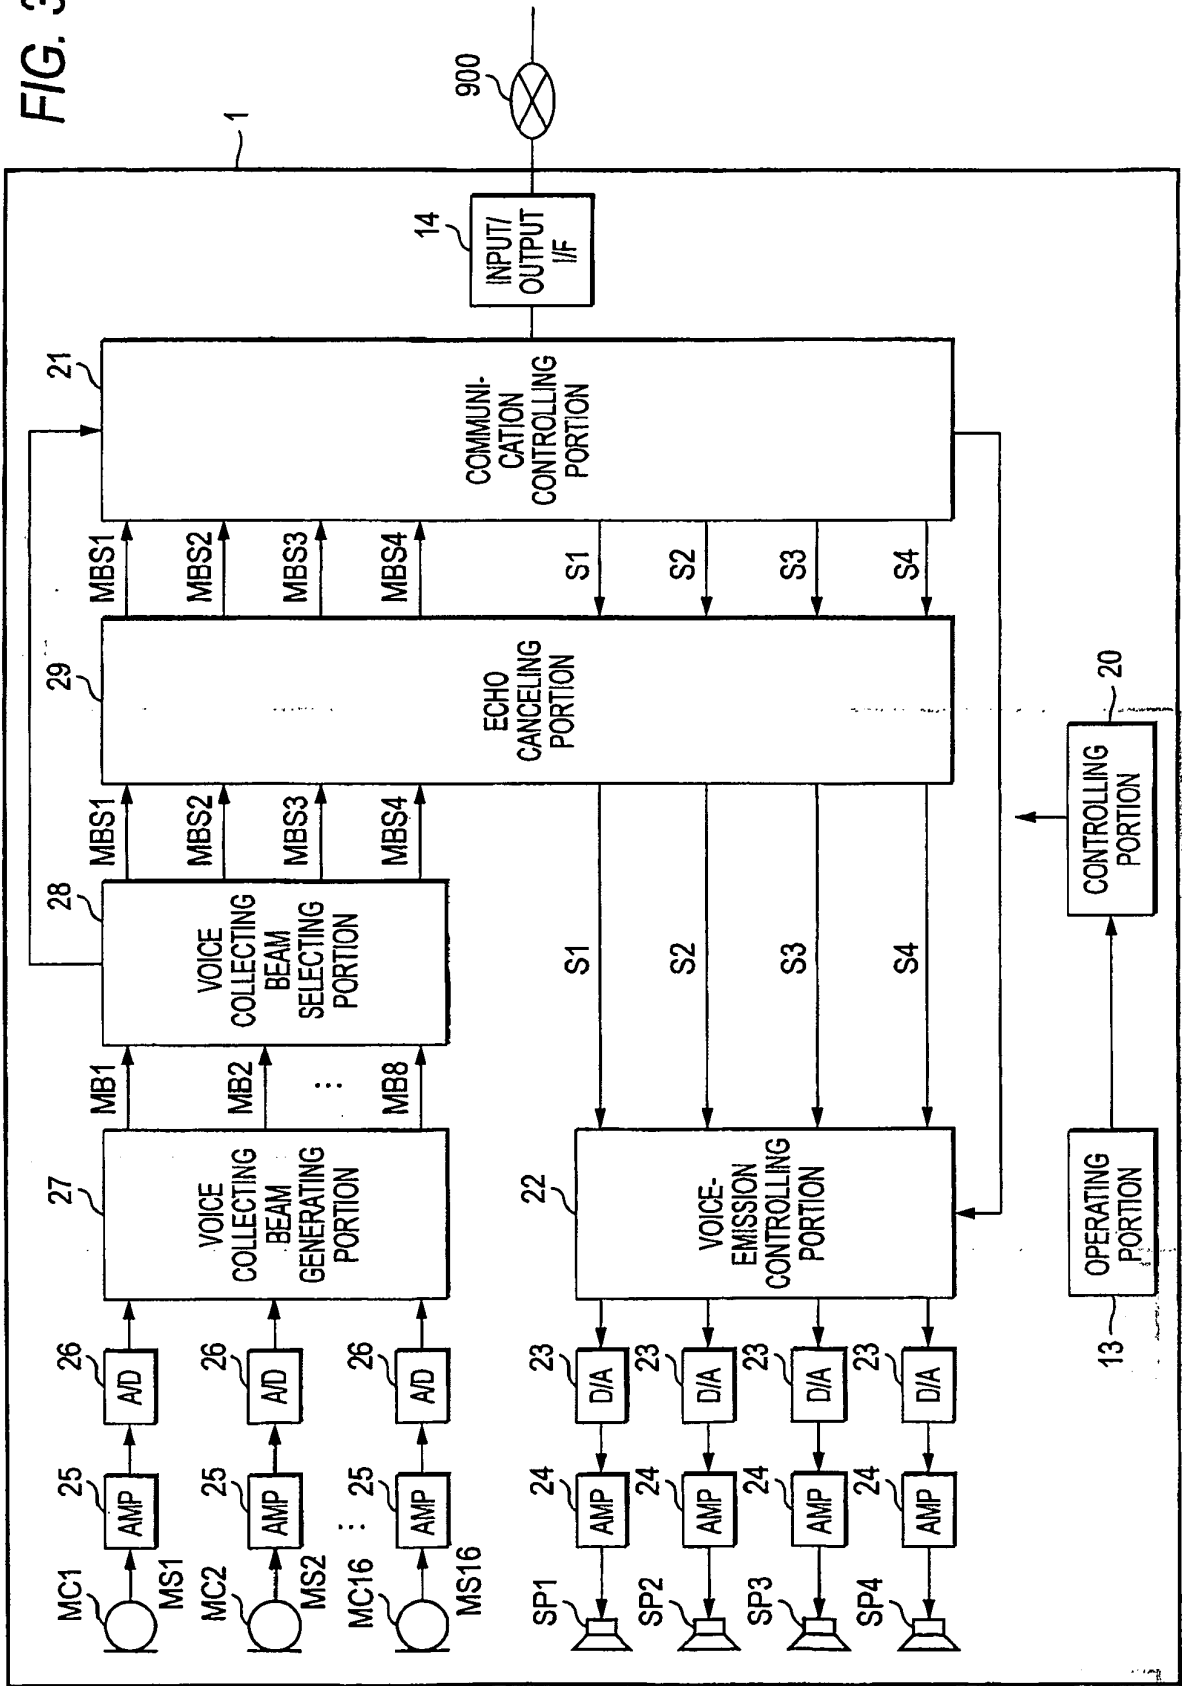 FIG. 3
1
900
14
INPUT/
OUTPUT
I/F
21
COMMUNI-
CATION
CONTROLLING
PORTION
MBS1
MBS2
MBS3
MBS4
S1
S2
S3
S4
29
ECHO
CANCELING
PORTION
MBS1
MBS2
MBS3
MBS4
S1
S2
S3
S4
28
VOICE
COLLECTING
BEAM
SELECTING
PORTION
MB1
MB2
...
MB8
27
VOICE
COLLECTING
BEAM
GENERATING
PORTION
22
VOICE-
EMISSION
CONTROLLING
PORTION
20
CONTROLLING
PORTION
13
OPERATING
PORTION
26
A/D
26
A/D
26
A/D
25
AMP
25
AMP
...
25
AMP
MC1
MS1
MC2
MS2
MC16
MS16
23
D/A
23
D/A
23
D/A
23
D/A
24
AMP
24
AMP
24
AMP
24
AMP
SP1
SP2
SP3
SP4